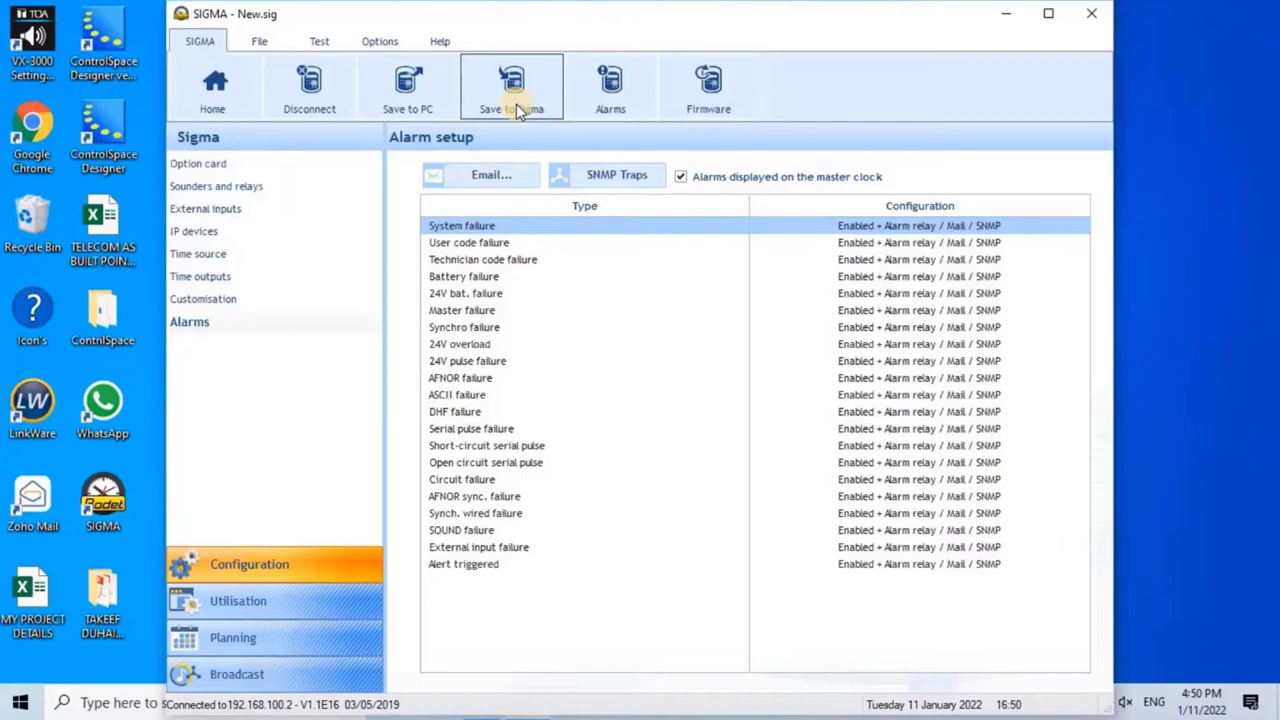 TOA
VX-3000
Setting...
ControlSpace
Designer ve...
Google
Chrome
ControlSpace
Designer
Recycle Bin
TELECOM AS
BUILT POIN...
Icon's
ContnlSpace
LW
LinkWare
WhatsApp
Zoho Mail
Bodet
SIGMA
MY PROJECT
DETAILS
TAKEEF
DUHAI...
SIGMA - New.sig
SIGMA
File
Test
Options
Help
Home
Disconnect
Save to PC
Save to Sigma
Alarms
Firmware
Sigma
Option card
Sounders and relays
External inputs
IP devices
Time source
Time outputs
Customisation
Alarms
Configuration
Utilisation
Planning
Broadcast
Alarm setup
Email...
SNMP Traps
Alarms displayed on the master clock
Type Configuration
System failure Enabled + Alarm relay / Mail / SNMP
User code failure Enabled + Alarm relay / Mail / SNMP
Technician code failure Enabled + Alarm relay / Mail / SNMP
Battery failure Enabled + Alarm relay / Mail / SNMP
24V bat. failure Enabled + Alarm relay / Mail / SNMP
Master failure Enabled + Alarm relay / Mail / SNMP
Synchro failure Enabled + Alarm relay / Mail / SNMP
24V overload Enabled + Alarm relay / Mail / SNMP
24V pulse failure Enabled + Alarm relay / Mail / SNMP
AFNOR failure Enabled + Alarm relay / Mail / SNMP
ASCII failure Enabled + Alarm relay / Mail / SNMP
DHF failure Enabled + Alarm relay / Mail / SNMP
Serial pulse failure Enabled + Alarm relay / Mail / SNMP
Short-circuit serial pulse Enabled + Alarm relay / Mail / SNMP
Open circuit serial pulse Enabled + Alarm relay / Mail / SNMP
Circuit failure Enabled + Alarm relay / Mail / SNMP
AFNOR sync. failure Enabled + Alarm relay / Mail / SNMP
Synch. wired failure Enabled + Alarm relay / Mail / SNMP
SOUND failure Enabled + Alarm relay / Mail / SNMP
External input failure Enabled + Alarm relay / Mail / SNMP
Alert triggered Enabled + Alarm relay / Mail / SNMP
Type here to s
Connected to 192.168.100.2 - V1.1E16 03/05/2019
Tuesday 11 January 2022 16:50
ENG
4:50 PM
1/11/2022